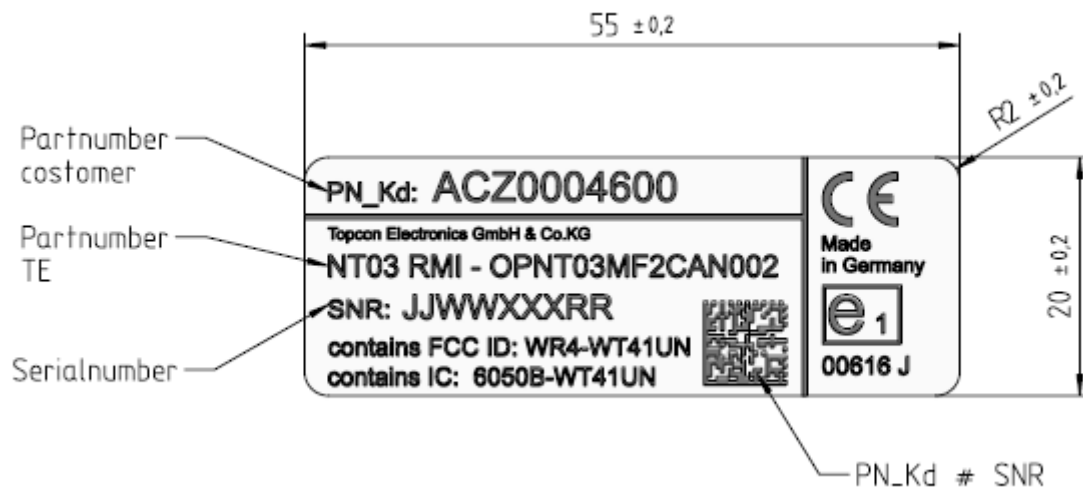 55 ±0,2
R2 ±0,2
Partnumber
costomer
PN_Kd: ACZ0004600
CE
Made
in Germany
Partnumber
TE
Topcon Electronics GmbH & Co.KG
NT03 RMI - OPNT03MF2CAN002
20 ±0,2
SNR: JJWWXXXRR
e 1
Serialnumber
contains FCC ID: WR4-WT41UN
contains IC: 6050B-WT41UN
00616 J
PN_Kd # SNR